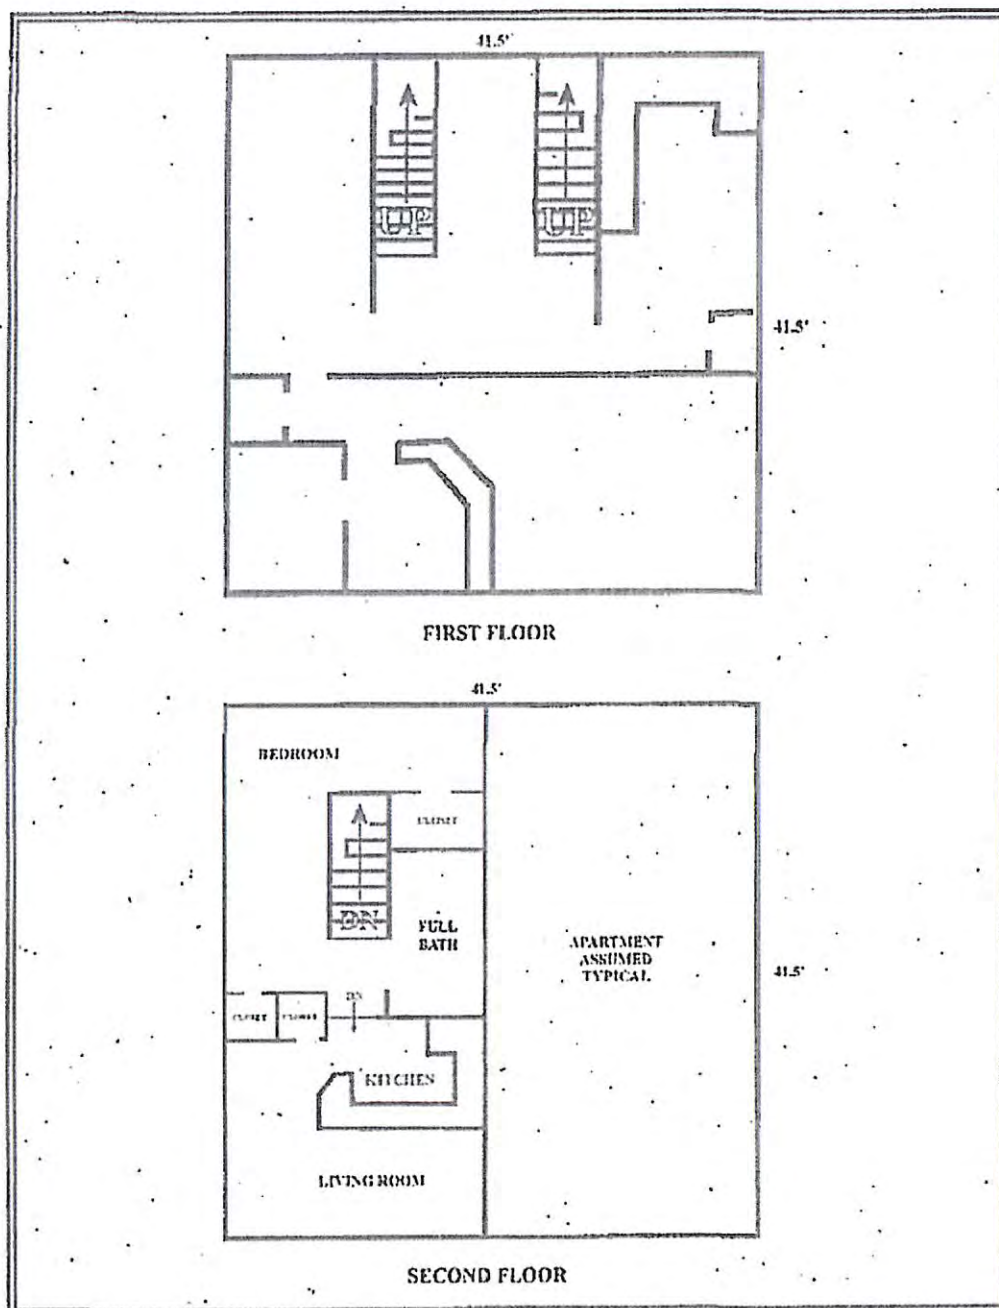 41.5'
UP
UP
41.5'
FIRST FLOOR
41.5'
BEDROOM
CLOSET
DN
FULL
BATH
APARTMENT
ASSUMED
TYPICAL
41.5'
DN
CLOSET
CLOSET
KITCHEN
LIVING ROOM
SECOND FLOOR